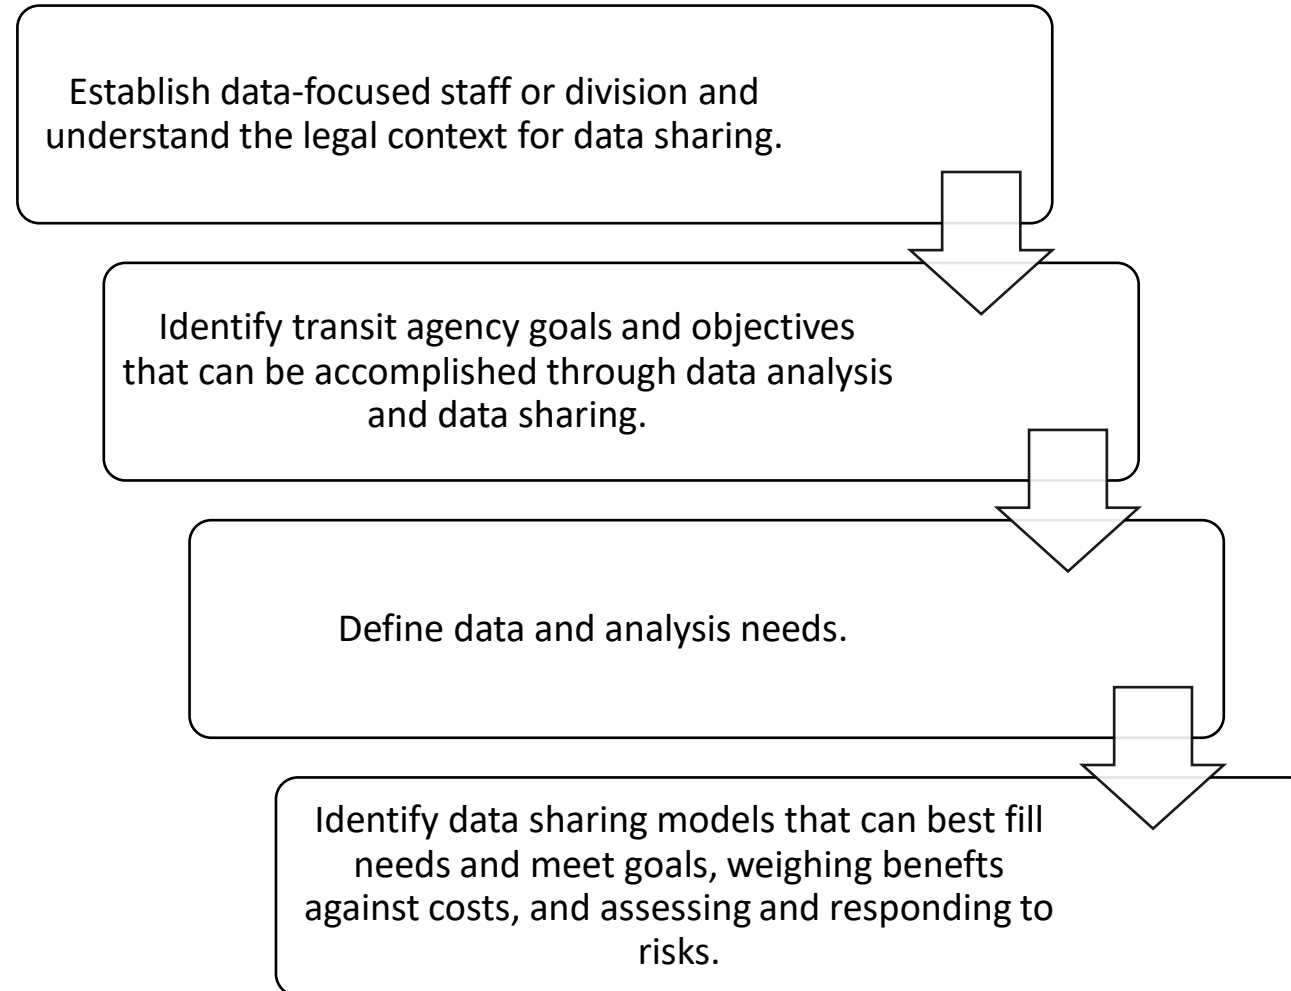 Establish data-focused staff or division and
understand the legal context for data sharing.
Identify transit agency goals and objectives
that can be accomplished through data analysis
and data sharing.
Define data and analysis needs.
Identify data sharing models that can best fill
needs and meet goals, weighing benefts
against costs, and assessing and responding to
risks.